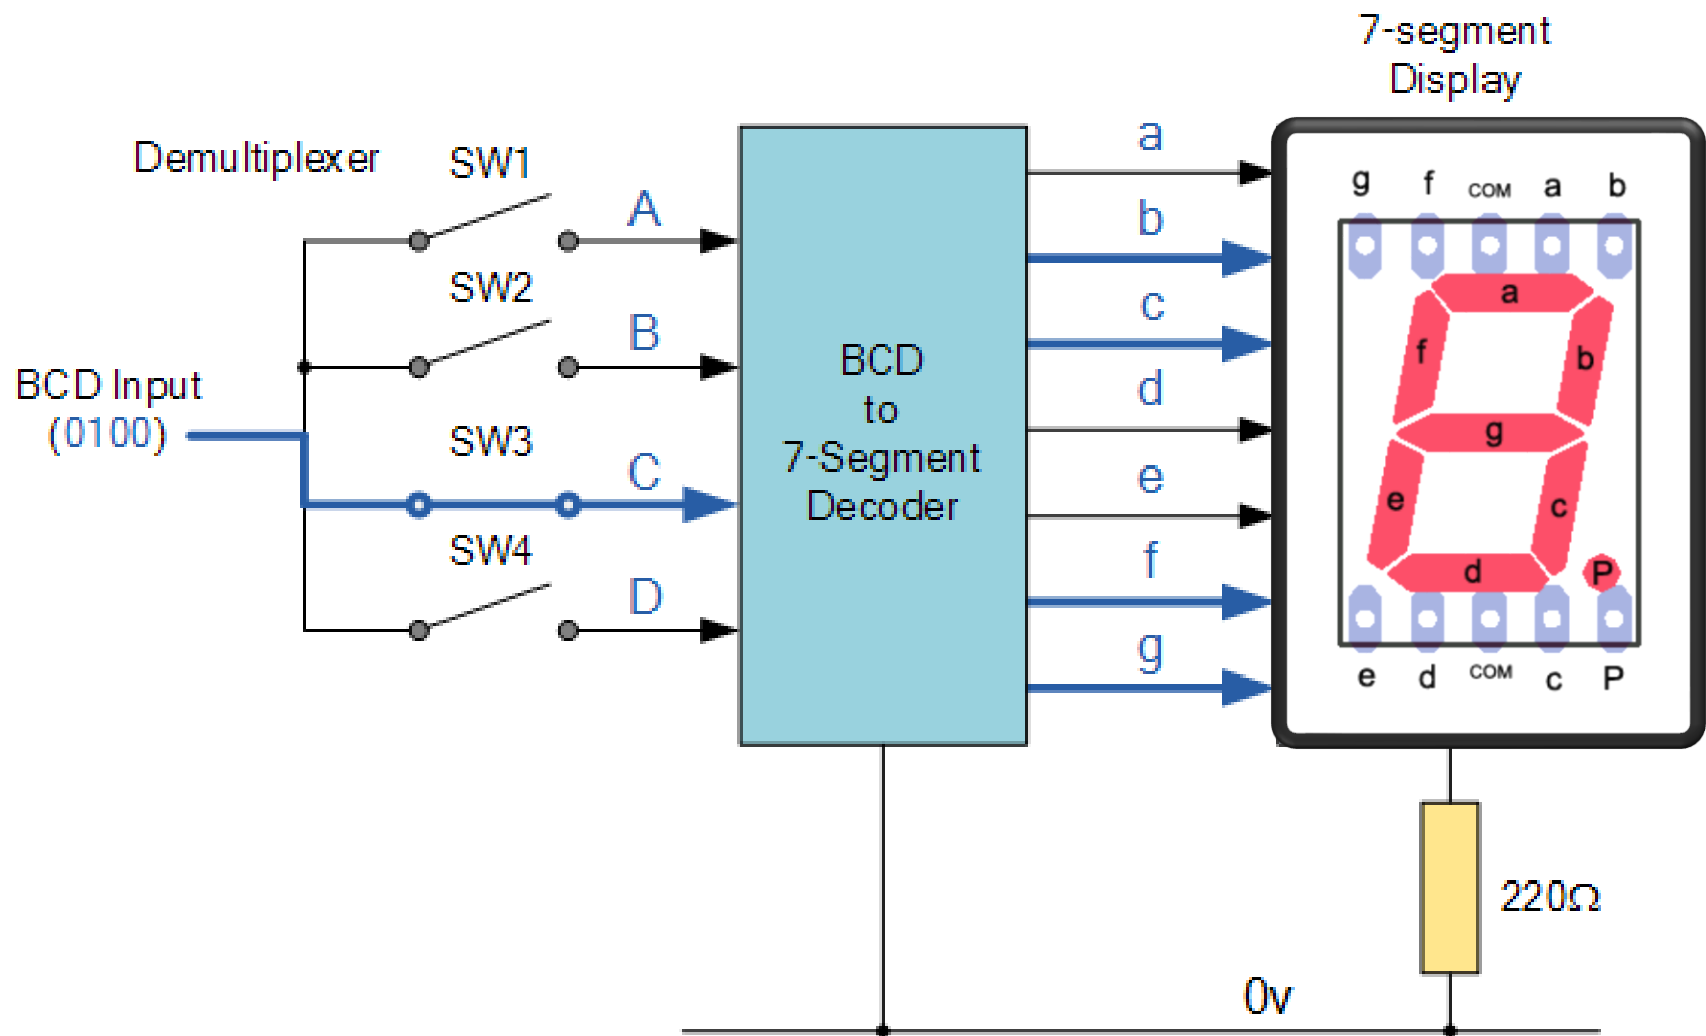 7-segment
Display
Demultiplexer
SW1
A
SW2
B
BCD Input
(0100)
SW3
C
SW4
D
BCD
to
7-Segment
Decoder
a
b
c
d
e
f
g
g f COM a b
a
f
b
g
e
c
d
P
e d COM c P
220Ω
0v